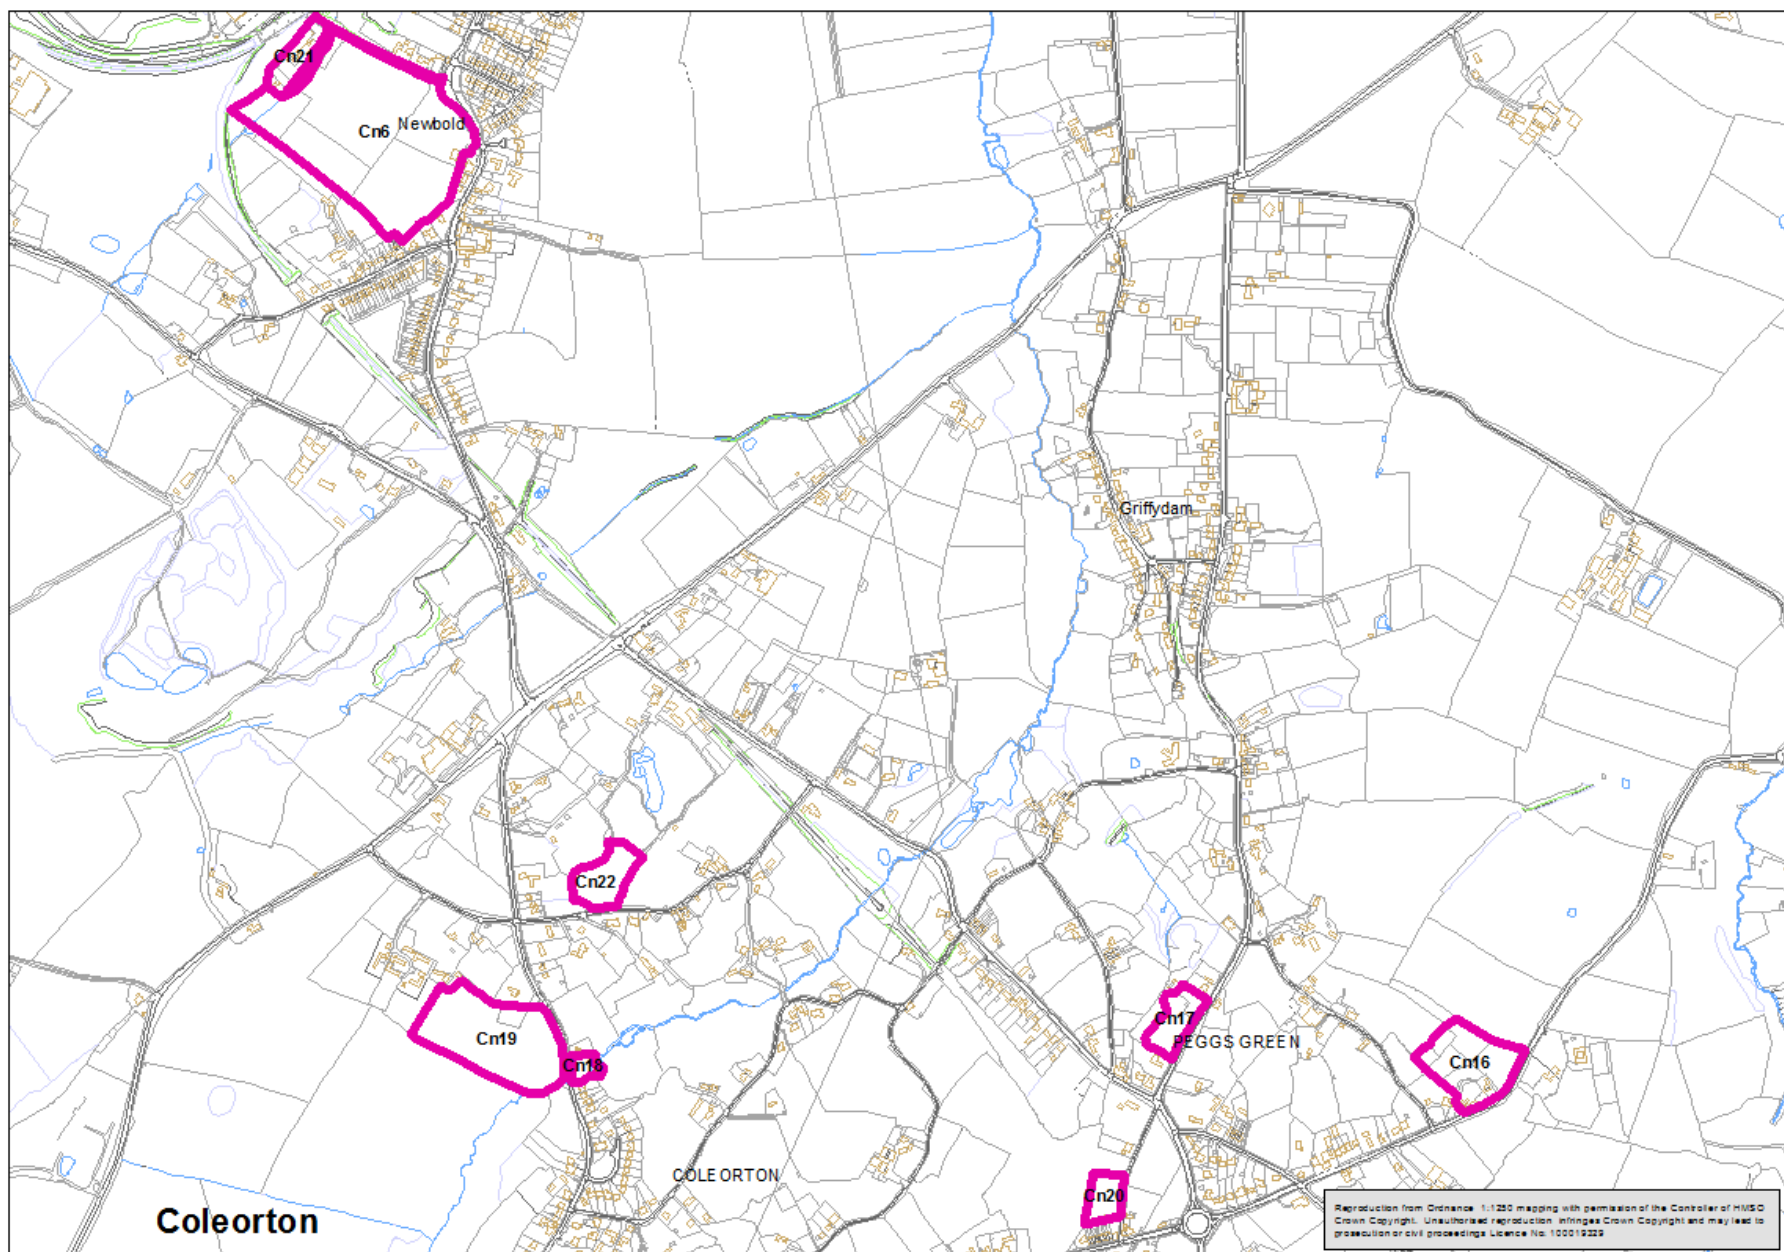 Cn21
Cn6
Newbold
Griffydam
Cn22
Cn19
Cn18
Cn17
PEGGS GREEN
Cn16
COLEORTON
Cn20
Coleorton
Reproduction from Ordnance 1:1250 mapping with permission of the Controller of HMSO
Crown Copyright. Unauthorised reproduction infringes Crown Copyright and may lead to
prosecution or civil proceedings Licence No: 100019329